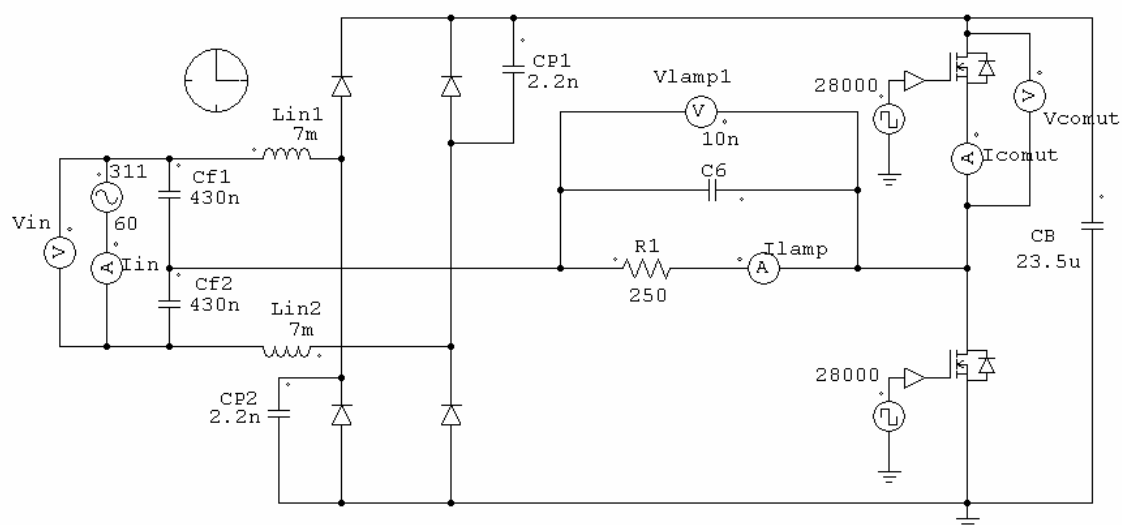 CP1
2.2n
Vlamp1
10n
28000
Lin1
7m
Vcomut
Icomut
311
Cf1
430n
C6
Vin
60
Iin
R1
250
Ilamp
CB
23.5u
Cf2
430n
Lin2
7m
28000
CP2
2.2n
V
V
V
A
A
A